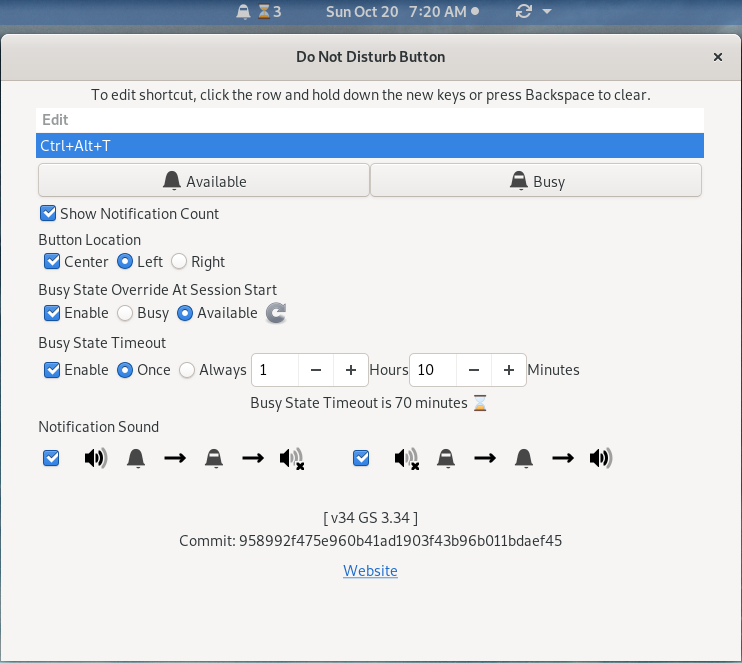 3 Sun Oct 20 7:20 AM
Do Not Disturb Button
To edit shortcut, click the row and hold down the new keys or press Backspace to clear.
Edit
Ctrl+Alt+T
Available Busy
Show Notification Count
Button Location
Center Left Right
Busy State Override At Session Start
Enable Busy Available
Busy State Timeout
Enable Once Always 1 − + Hours 10 − + Minutes
Busy State Timeout is 70 minutes
Notification Sound
[ v34 GS 3.34 ]
Commit: 958992f475e960b41ad1903f43b96b011bdaef45
Website